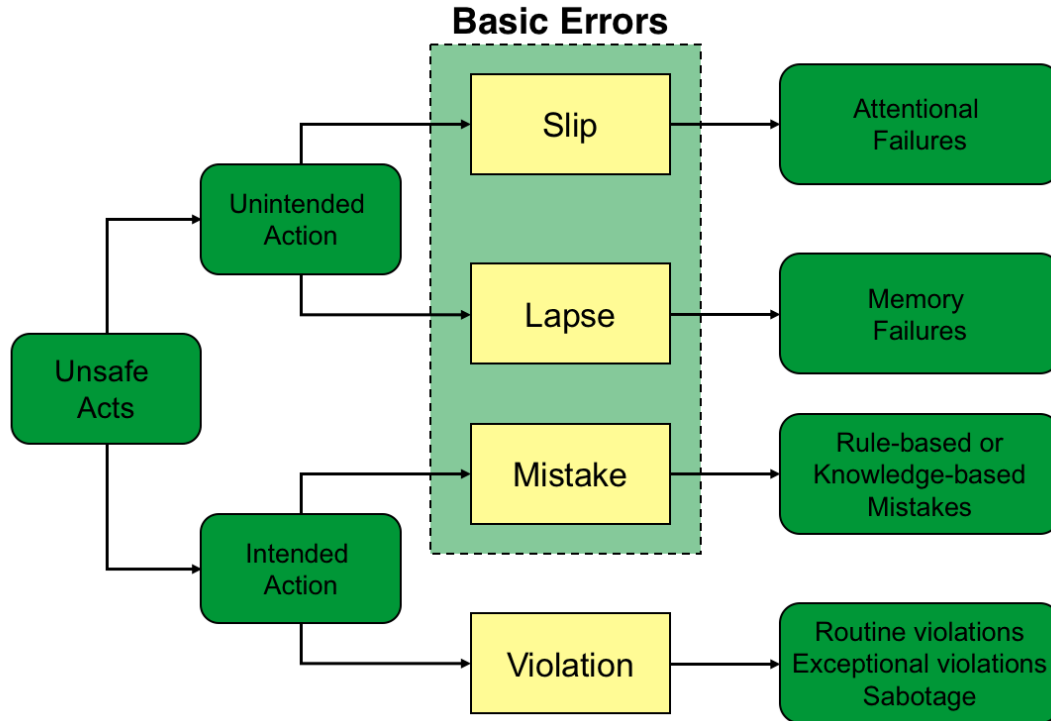 Basic Errors
Slip
Attentional
Failures
Unintended
Action
Lapse
Memory
Failures
Unsafe
Acts
Mistake
Rule-based or
Knowledge-based
Mistakes
Intended
Action
Violation
Routine violations
Exceptional violations
Sabotage